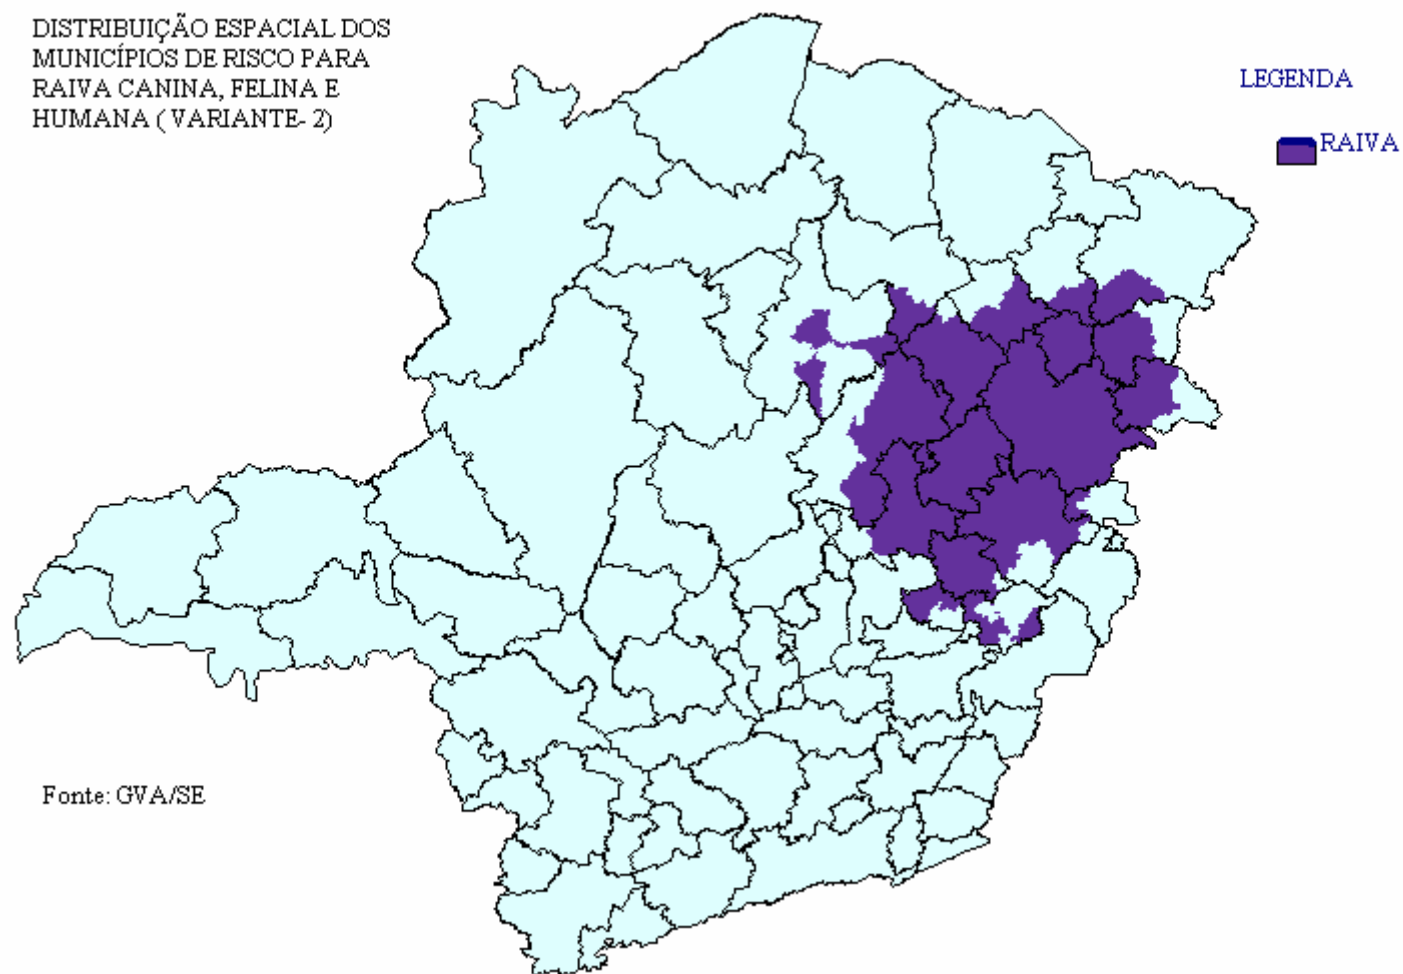 DISTRIBUIÇÃO ESPACIAL DOS
MUNICÍPIOS DE RISCO PARA
RAIVA CANINA, FELINA E
HUMANA ( VARIANTE- 2)
LEGENDA
RAIVA
Fonte: GVA/SE